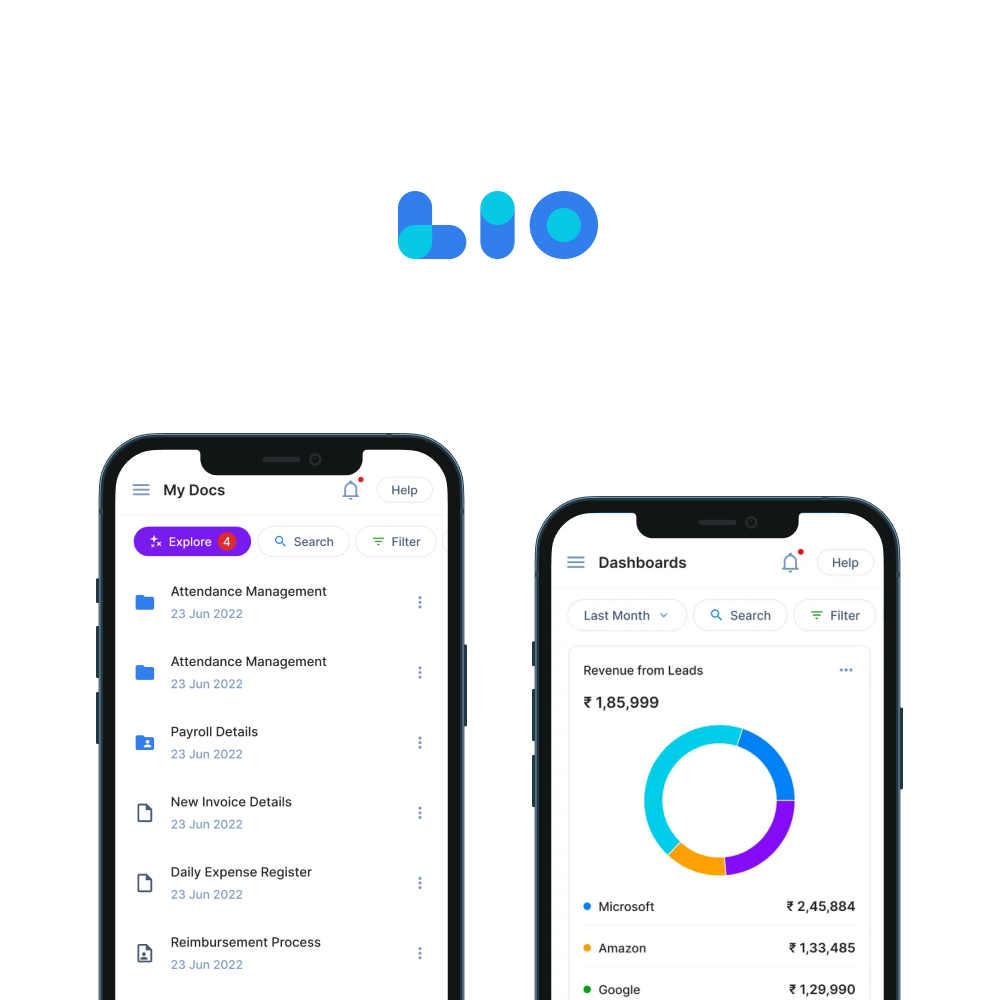 LIO
My Docs
Help
Explore 4
Search
Filter
Attendance Management
23 Jun 2022
Attendance Management
23 Jun 2022
Payroll Details
23 Jun 2022
New Invoice Details
23 Jun 2022
Daily Expense Register
23 Jun 2022
Reimbursement Process
23 Jun 2022
Dashboards
Help
Last Month
Search
Filter
Revenue from Leads
₹ 1,85,999
Microsoft ₹ 2,45,884
Amazon ₹ 1,33,485
Google ₹ 1,29,990